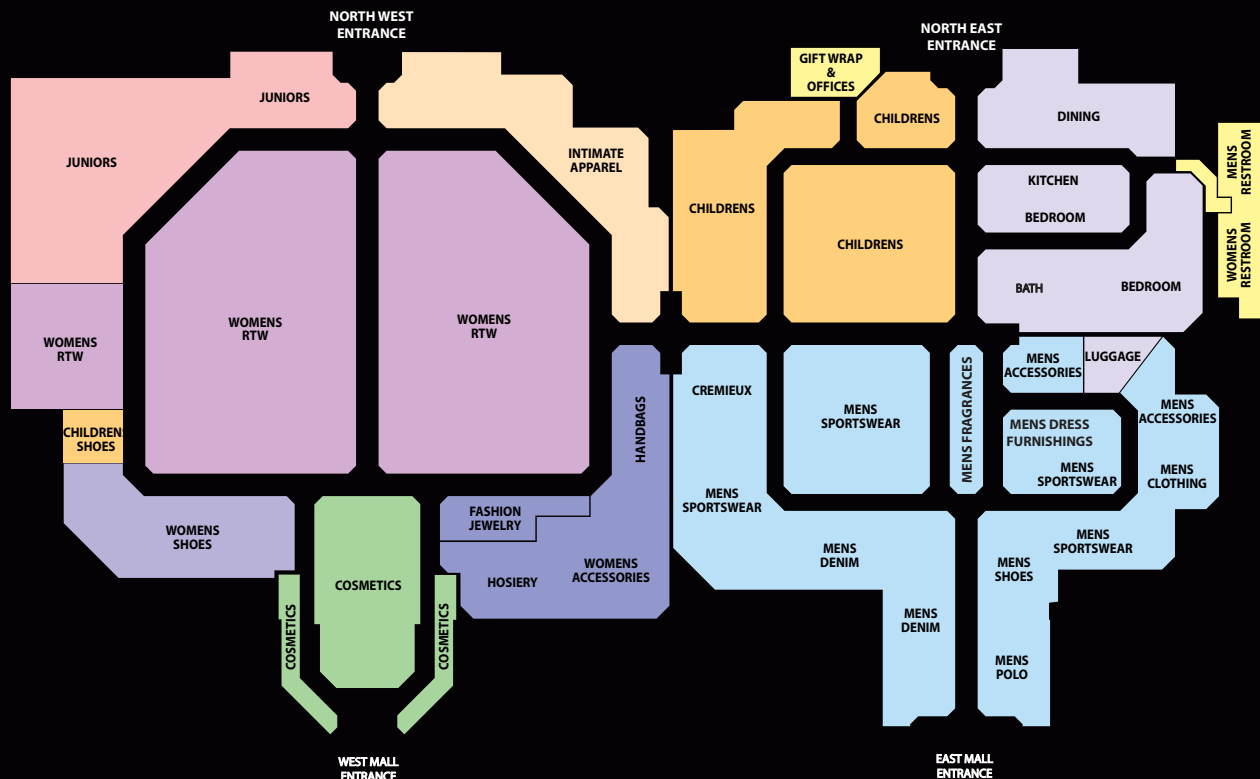 NORTH WEST
ENTRANCE
NORTH EAST
ENTRANCE
JUNIORS
JUNIORS
INTIMATE
APPAREL
GIFT WRAP
&
OFFICES
CHILDRENS
CHILDRENS
CHILDRENS
DINING
KITCHEN
BEDROOM
BATH
BEDROOM
MENS
RESTROOM
WOMENS
RESTROOM
WOMENS
RTW
WOMENS
RTW
WOMENS
RTW
CHILDRENS
SHOES
WOMENS
SHOES
COSMETICS
COSMETICS
COSMETICS
FASHION
JEWELRY
HANDBAGS
HOSIERY
WOMENS
ACCESSORIES
CREMIEUX
MENS
SPORTSWEAR
MENS
SPORTSWEAR
MENS FRAGRANCES
MENS
ACCESSORIES
LUGGAGE
MENS DRESS
FURNISHINGS
MENS
SPORTSWEAR
MENS
ACCESSORIES
MENS
CLOTHING
MENS
SPORTSWEAR
MENS
DENIM
MENS
DENIM
MENS
SHOES
MENS
POLO
WEST MALL
ENTRANCE
EAST MALL
ENTRANCE